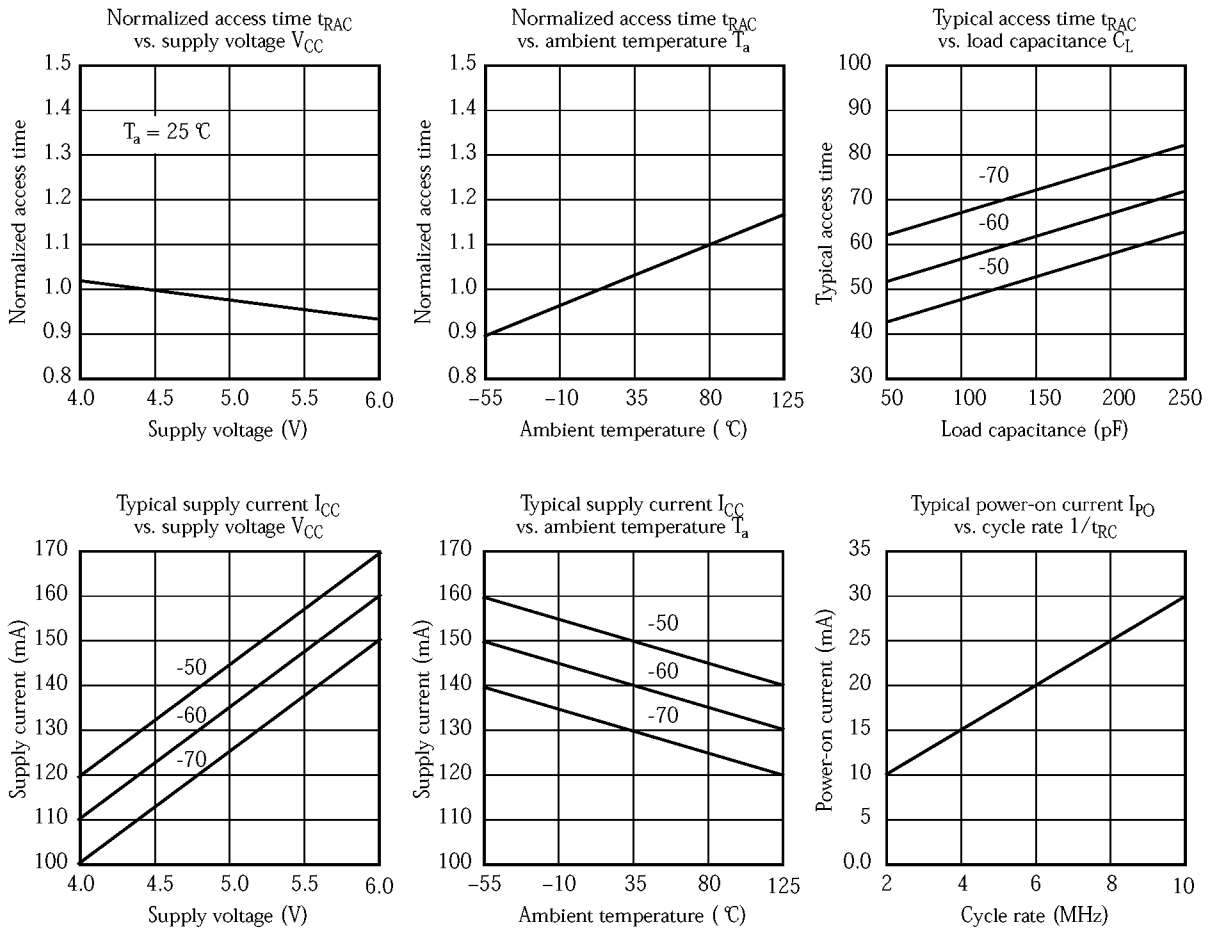 Normalized access time tRAC
vs. supply voltage VCC
1.5
1.4
1.3
1.2
1.1
1.0
0.9
0.8
Normalized access time
Ta = 25 ℃
4.0 4.5 5.0 5.5 6.0
Supply voltage (V)
Normalized access time tRAC
vs. ambient temperature Ta
1.5
1.4
1.3
1.2
1.1
1.0
0.9
0.8
Normalized access time
−55 −10 35 80 125
Ambient temperature ( ℃)
Typical access time tRAC
vs. load capacitance CL
100
90
80
70
60
50
40
30
Typical access time
-70
-60
-50
50 100 150 200 250
Load capacitance (pF)
Typical supply current ICC
vs. supply voltage VCC
170
160
150
140
130
120
110
100
Supply current (mA)
-50
-60
-70
4.0 4.5 5.0 5.5 6.0
Supply voltage (V)
Typical supply current ICC
vs. ambient temperature Ta
170
160
150
140
130
120
110
100
Supply current (mA)
-50
-60
-70
−55 −10 35 80 125
Ambient temperature ( ℃)
Typical power-on current IPO
vs. cycle rate 1/tRC
35
30
25
20
15
10
5
0.0
Power-on current (mA)
2 4 6 8 10
Cycle rate (MHz)